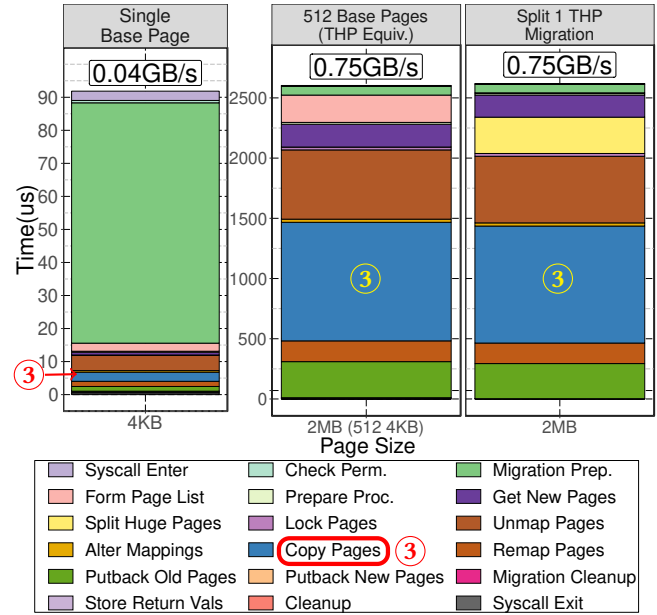 Single
Base Page
512 Base Pages
(THP Equiv.)
Split 1 THP
Migration
0.04GB/s
0.75GB/s
0.75GB/s
Time(us)
90
80
70
60
50
40
30
20
10
0
2500
2000
1500
1000
500
0
3
3
3
4KB
2MB (512 4KB)
2MB
Page Size
Syscall Enter
Check Perm.
Migration Prep.
Form Page List
Prepare Proc.
Get New Pages
Split Huge Pages
Lock Pages
Unmap Pages
Alter Mappings
Copy Pages
3
Remap Pages
Putback Old Pages
Putback New Pages
Migration Cleanup
Store Return Vals
Cleanup
Syscall Exit